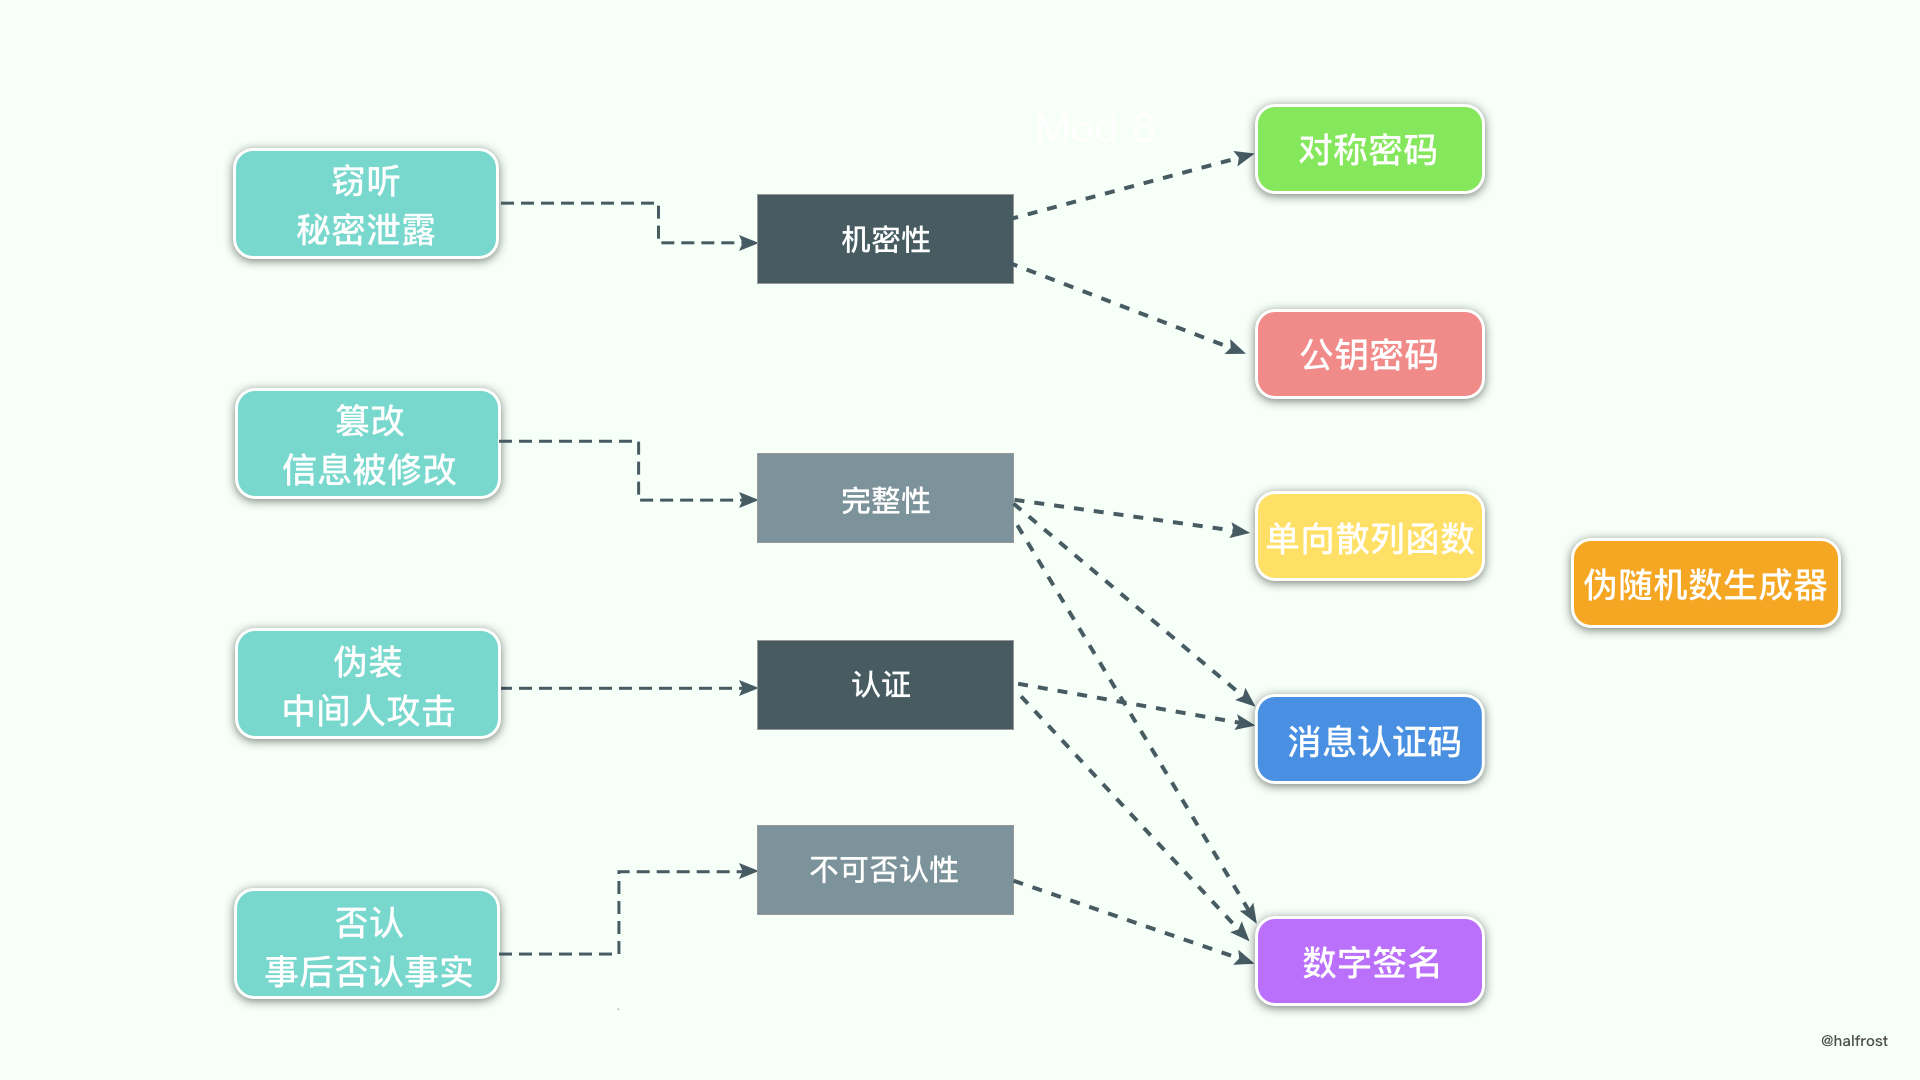 Mod 8
窃听
秘密泄露
机密性
对称密码
公钥密码
篡改
信息被修改
完整性
单向散列函数
伪随机数生成器
伪装
中间人攻击
认证
消息认证码
否认
事后否认事实
不可否认性
数字签名
@halfrost